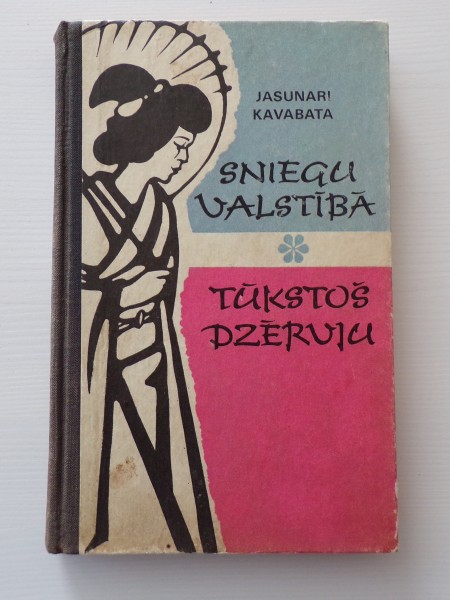 JASUNARI
KAVABATA
SNIEGU
VALSTĪBĀ
TŪKSTOŠ
DZĒRVJU